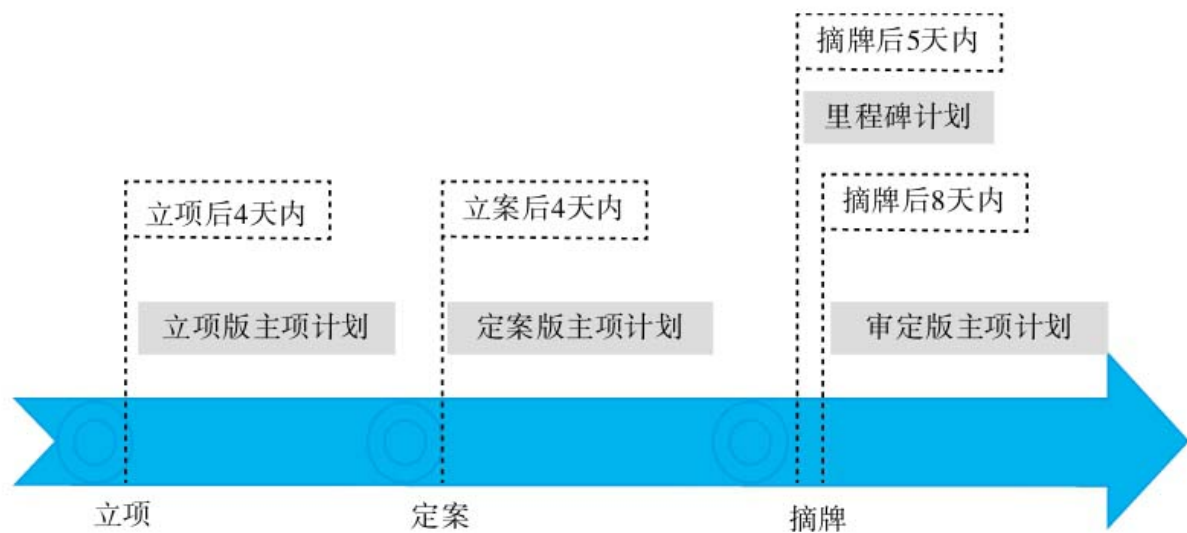 摘牌后5天内
里程碑计划
立项后4天内
立案后4天内
摘牌后8天内
立项版主项计划
定案版主项计划
审定版主项计划
立项
定案
摘牌